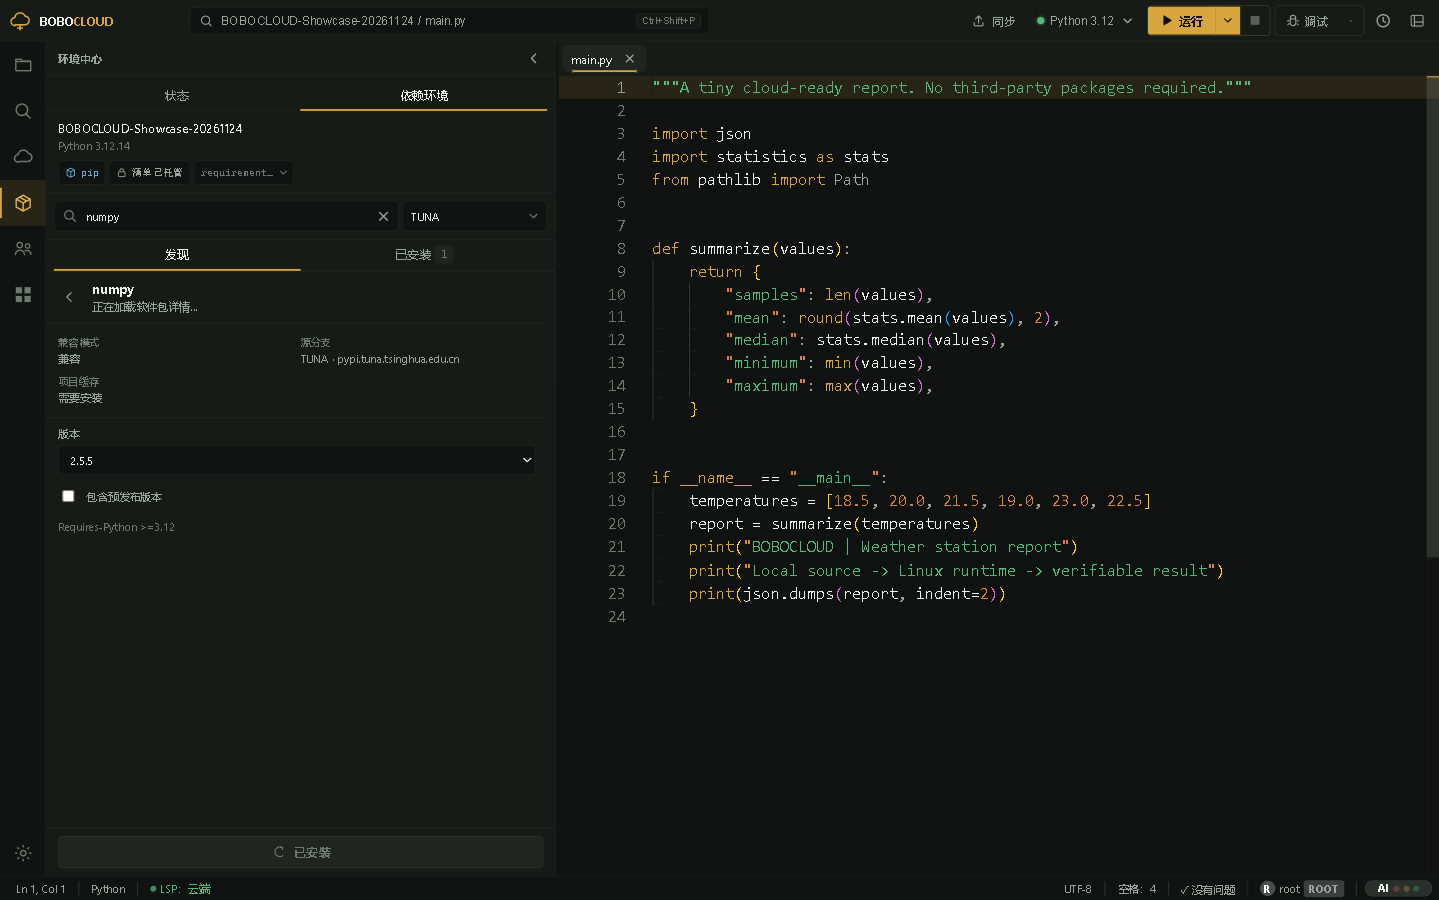 BOBOCLOUD
BOBOCLOUD-Showcase-20261124 / main.py
Ctrl+Shift+P
同步
Python 3.12
运行
调试
环境中心
状态
依赖环境
BOBOCLOUD-Showcase-20261124
Python 3.12.14
pip
清单已托管
requirement…
numpy
TUNA
发现
已安装 1
numpy
正在加载软件包详情...
兼容模式
兼容
源分支
TUNA · pypi.tuna.tsinghua.edu.cn
项目缓存
需要安装
版本
2.5.5
包含预发布版本
Requires-Python >=3.12
已安装
main.py
1 """A tiny cloud-ready report. No third-party packages required."""
2
3 import json
4 import statistics as stats
5 from pathlib import Path
6
7
8 def summarize(values):
9     return {
10         "samples": len(values),
11         "mean": round(stats.mean(values), 2),
12         "median": stats.median(values),
13         "minimum": min(values),
14         "maximum": max(values),
15     }
16
17
18 if __name__ == "__main__":
19     temperatures = [18.5, 20.0, 21.5, 19.0, 23.0, 22.5]
20     report = summarize(temperatures)
21     print("BOBOCLOUD | Weather station report")
22     print("Local source -> Linux runtime -> verifiable result")
23     print(json.dumps(report, indent=2))
24
Ln 1, Col 1
Python
LSP: 云端
UTF-8
空格: 4
✓ 没有问题
R root ROOT
AI